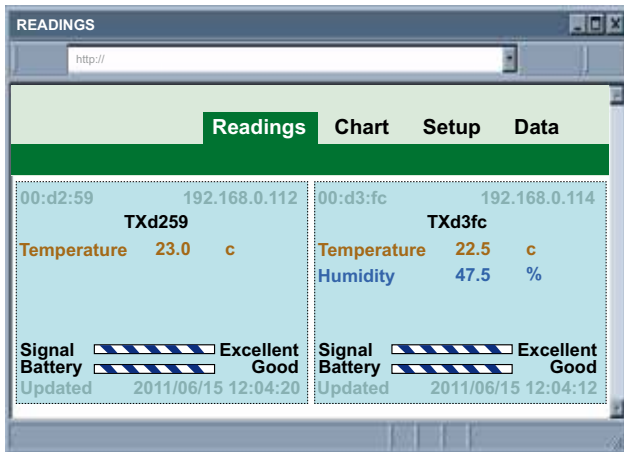 READINGS
http://
Readings Chart Setup Data
00:d2:59 192.168.0.112
TXd259
Temperature 23.0 c
Signal Excellent
Battery Good
Updated 2011/06/15 12:04:20
00:d3:fc 192.168.0.114
TXd3fc
Temperature 22.5 c
Humidity 47.5 %
Signal Excellent
Battery Good
Updated 2011/06/15 12:04:12